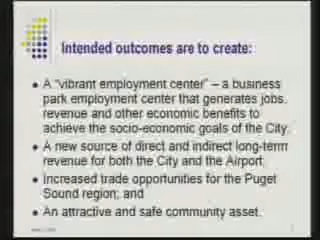 Intended outcomes are to create:
A "vibrant employment center" – a business
park employment center that generates jobs,
revenue and other economic benefits to
achieve the socio-economic goals of the City.
A new source of direct and indirect long-term
revenue for both the City and the Airport;
Increased trade opportunities for the Puget
Sound region; and
An attractive and safe community asset.